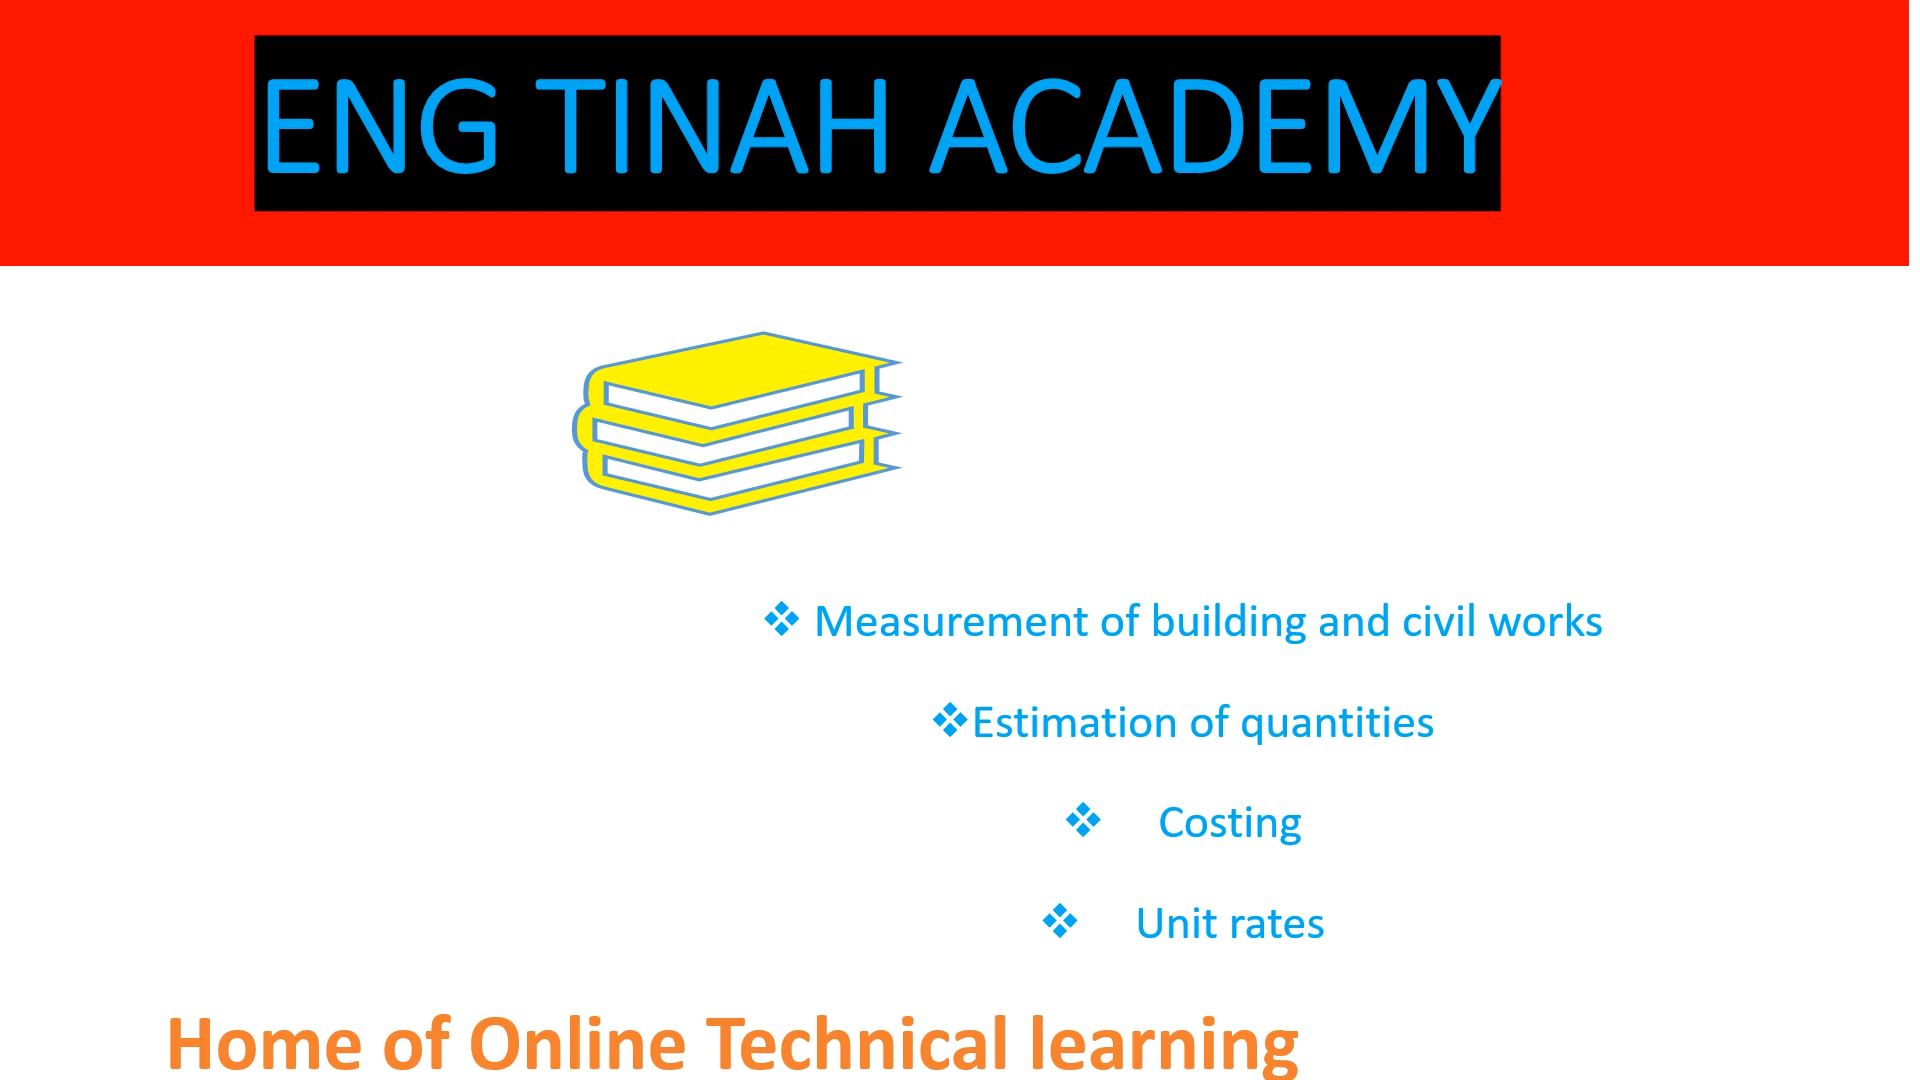 ENG TINAH ACADEMY
❖ Measurement of building and civil works
❖Estimation of quantities
❖ Costing
❖ Unit rates
Home of Online Technical learning